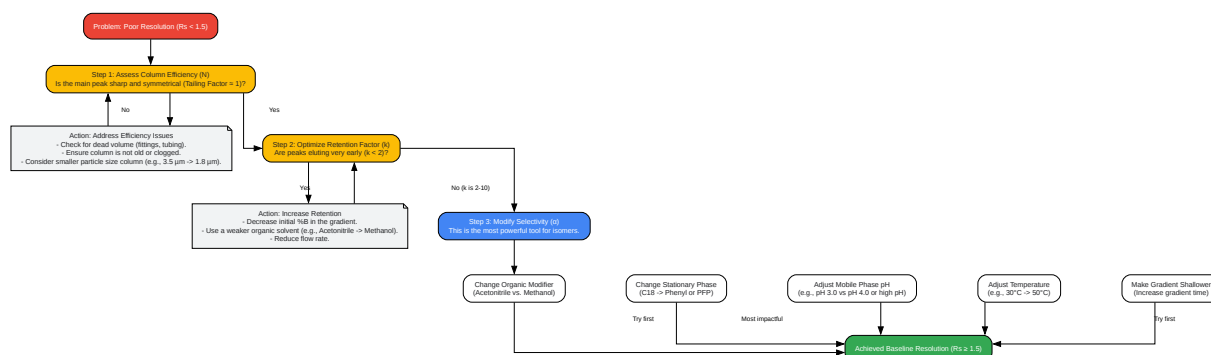 Problem: Poor Resolution (Rs < 1.5)
Step 1: Assess Column Efficiency (N)
Is the main peak sharp and symmetrical (Tailing Factor ≈ 1)?
No
Yes
Action: Address Efficiency Issues
- Check for dead volume (fittings, tubing).
- Ensure column is not old or clogged.
- Consider smaller particle size column (e.g., 3.5 µm -> 1.8 µm).
Step 2: Optimize Retention Factor (k)
Are peaks eluting very early (k < 2)?
Yes
No (k is 2-10)
Action: Increase Retention
- Decrease initial %B in the gradient.
- Use a weaker organic solvent (e.g., Acetonitrile -> Methanol).
- Reduce flow rate.
Step 3: Modify Selectivity (α)
This is the most powerful tool for isomers.
Change Organic Modifier
(Acetonitrile vs. Methanol)
Change Stationary Phase
(C18 -> Phenyl or PFP)
Adjust Mobile Phase pH
(e.g., pH 3.0 vs pH 4.0 or high pH)
Adjust Temperature
(e.g., 30°C -> 50°C)
Make Gradient Shallower
(Increase gradient time)
Try first
Most impactful
Try first
Achieved Baseline Resolution (Rs ≥ 1.5)